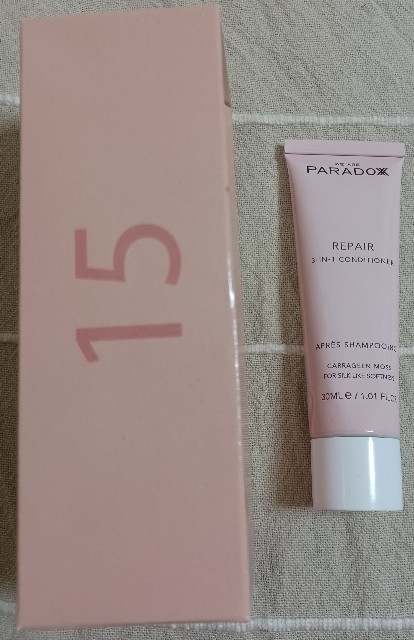 15
WE ARE
PARADOXX
REPAIR
3-IN-1 CONDITIONER
APRÈS SHAMPOOING
CARRAGEEN MOSS
FOR SILK LIKE SOFTNESS
30ML e / 1.01 FL.OZ